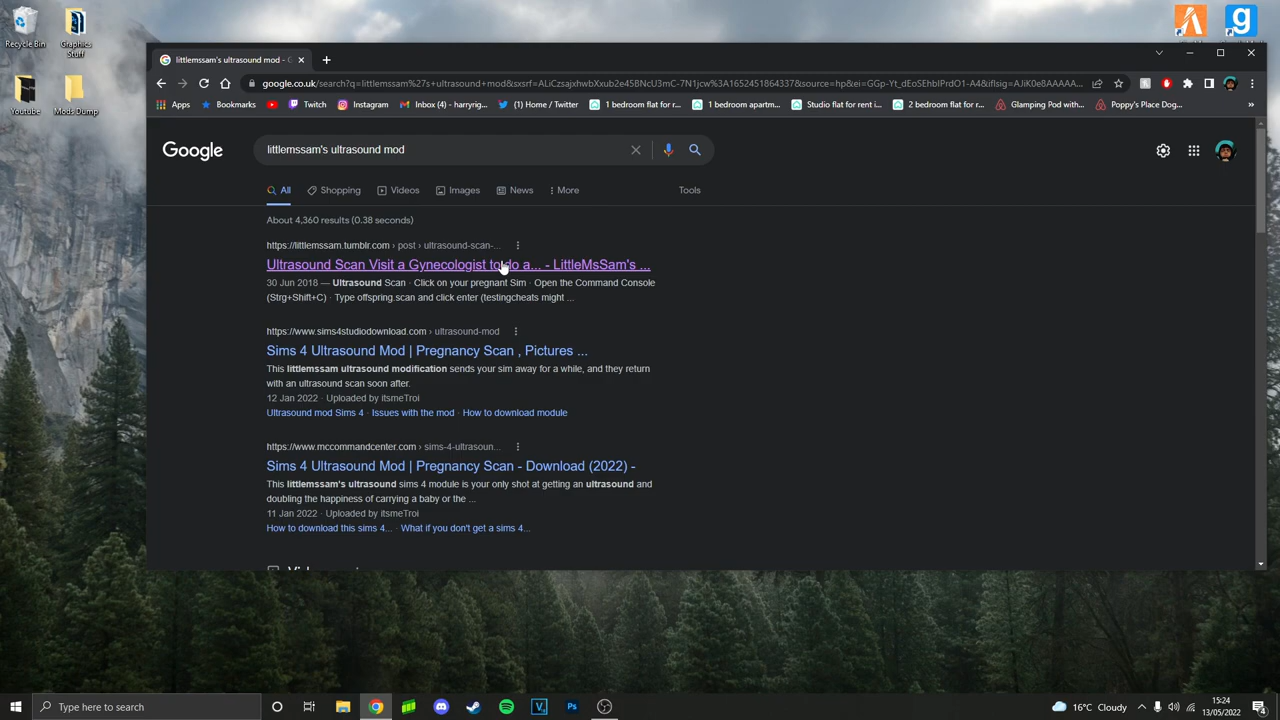 Recycle Bin
Graphics
Stuff
Youtube
Mods Dump
littlemssam's ultrasound mod - G
google.co.uk/search?q=littlemssam%27s+ultrasound+mod&sxsrf=
Apps
Bookmarks
Twitch
Instagram
Inbox (4) - harryrig...
(1) Home / Twitter
1 bedroom flat for r...
1 bedroom apartm...
Studio flat for rent i...
2 bedroom flat for r...
Glamping Pod with...
Poppy's Place Dog...
»
Google
littlemssam's ultrasound mod
All
Shopping
Videos
Images
News
More
Tools
About 4,360 results (0.38 seconds)
https://littlemssam.tumblr.com › post › ultrasound-scan-...
Ultrasound Scan Visit a Gynecologist to do a... - LittleMsSam's ...
30 Jun 2018 — Ultrasound Scan · Click on your pregnant Sim · Open the Command Console
(Strg+Shift+C) · Type offspring.scan and click enter (testingcheats might ...
https://www.sims4studiodownload.com › ultrasound-mod
Sims 4 Ultrasound Mod | Pregnancy Scan , Pictures ...
This littlemssam ultrasound modification sends your sim away for a while, and they return
with an ultrasound scan soon after.
12 Jan 2022 · Uploaded by itsmeTroi
Ultrasound mod Sims 4 · Issues with the mod · How to download module
https://www.mccommandcenter.com › sims-4-ultrasoun...
Sims 4 Ultrasound Mod | Pregnancy Scan - Download (2022) -
This littlemssam's ultrasound sims 4 module is your only shot at getting an ultrasound and
doubling the happiness of carrying a baby or the ...
11 Jan 2022 · Uploaded by itsmeTroi
How to download this sims 4... · What if you don't get a sims 4...
Type here to search
16°C Cloudy
15:24
13/05/2022
4